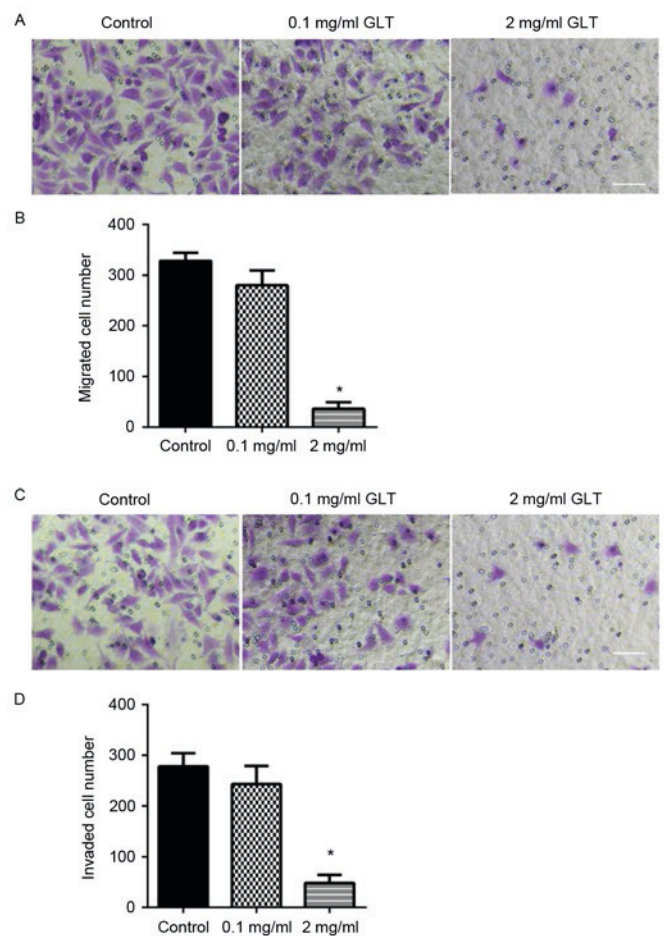 A
Control
0.1 mg/ml GLT
2 mg/ml GLT
B
Migrated cell number
400
300
200
100
0
*
Control
0.1 mg/ml
2 mg/ml
C
Control
0.1 mg/ml GLT
2 mg/ml GLT
D
Invaded cell number
400
300
200
100
0
*
Control
0.1 mg/ml
2 mg/ml